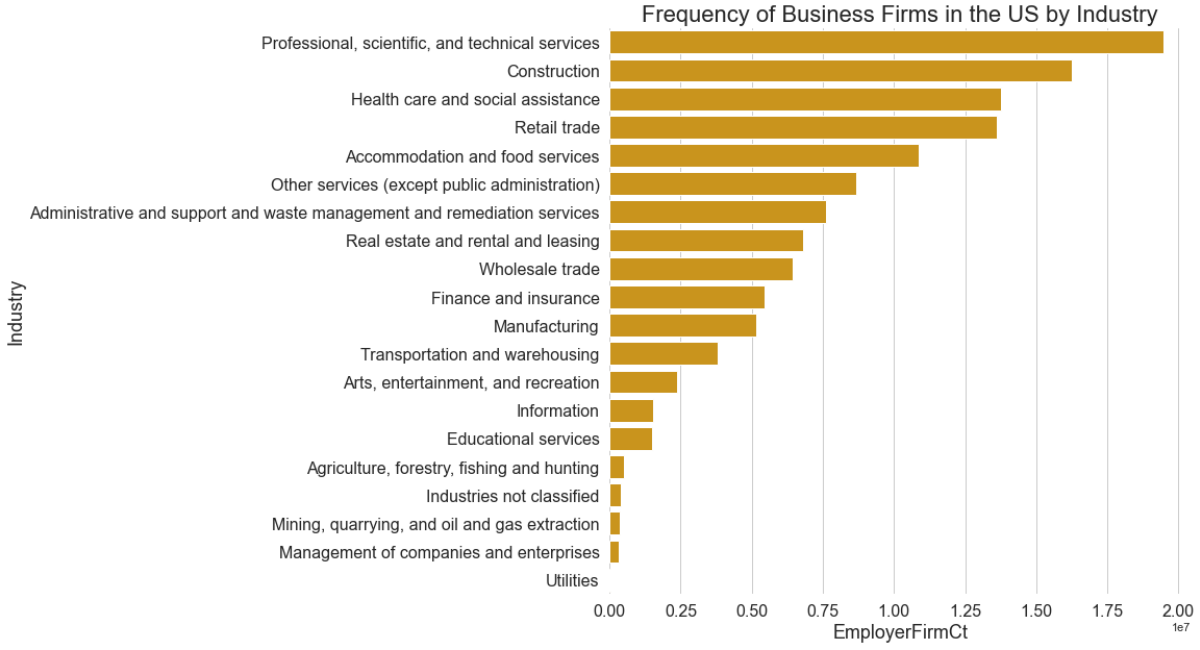 Frequency of Business Firms in the US by Industry
Professional, scientific, and technical services
Construction
Health care and social assistance
Retail trade
Accommodation and food services
Other services (except public administration)
Administrative and support and waste management and remediation services
Real estate and rental and leasing
Wholesale trade
Finance and insurance
Manufacturing
Transportation and warehousing
Arts, entertainment, and recreation
Information
Educational services
Agriculture, forestry, fishing and hunting
Industries not classified
Mining, quarrying, and oil and gas extraction
Management of companies and enterprises
Utilities
Industry
0.00 0.25 0.50 0.75 1.00 1.25 1.50 1.75 2.00
1e7
EmployerFirmCt